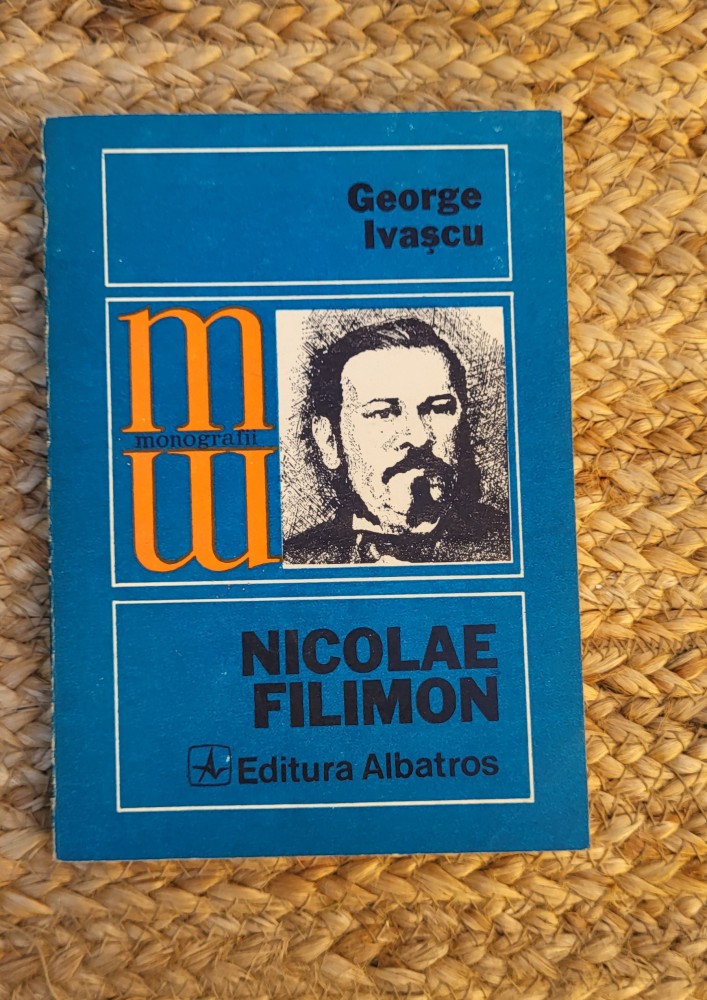 George
Ivașcu
m
monografii
m
NICOLAE
FILIMON
Editura Albatros